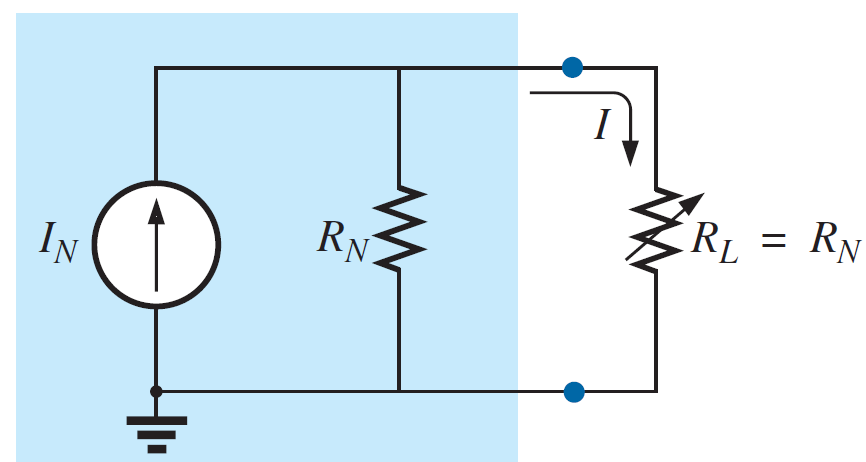 I
I_N
R_N
R_L = R_N